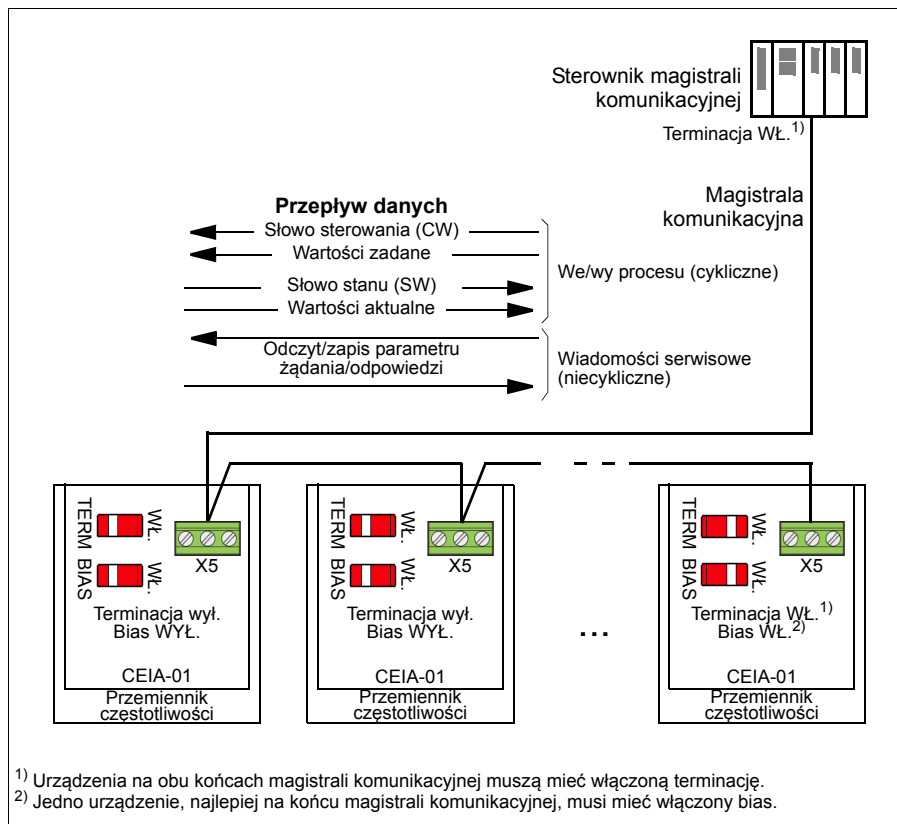 Sterownik magistrali
komunikacyjnej
Terminacja WŁ.1)
Magistrala
komunikacyjna
Przepływ danych
Słowo sterowania (CW)
Wartości zadane
Słowo stanu (SW)
Wartości aktualne
We/wy procesu (cykliczne)
Odczyt/zapis parametru
żądania/odpowiedzi
Wiadomości serwisowe
(niecykliczne)
TERM
WŁ.
BIAS
WŁ.
X5
Terminacja wył.
Bias WYŁ.
CEIA-01
Przemiennik
częstotliwości
TERM
WŁ.
BIAS
WŁ.
X5
Terminacja wył.
Bias WYŁ.
CEIA-01
Przemiennik
częstotliwości
...
TERM
WŁ.
BIAS
WŁ.
X5
Terminacja WŁ.1)
Bias WŁ.2)
CEIA-01
Przemiennik
częstotliwości
1) Urządzenia na obu końcach magistrali komunikacyjnej muszą mieć włączoną terminację.
2) Jedno urządzenie, najlepiej na końcu magistrali komunikacyjnej, musi mieć włączony bias.